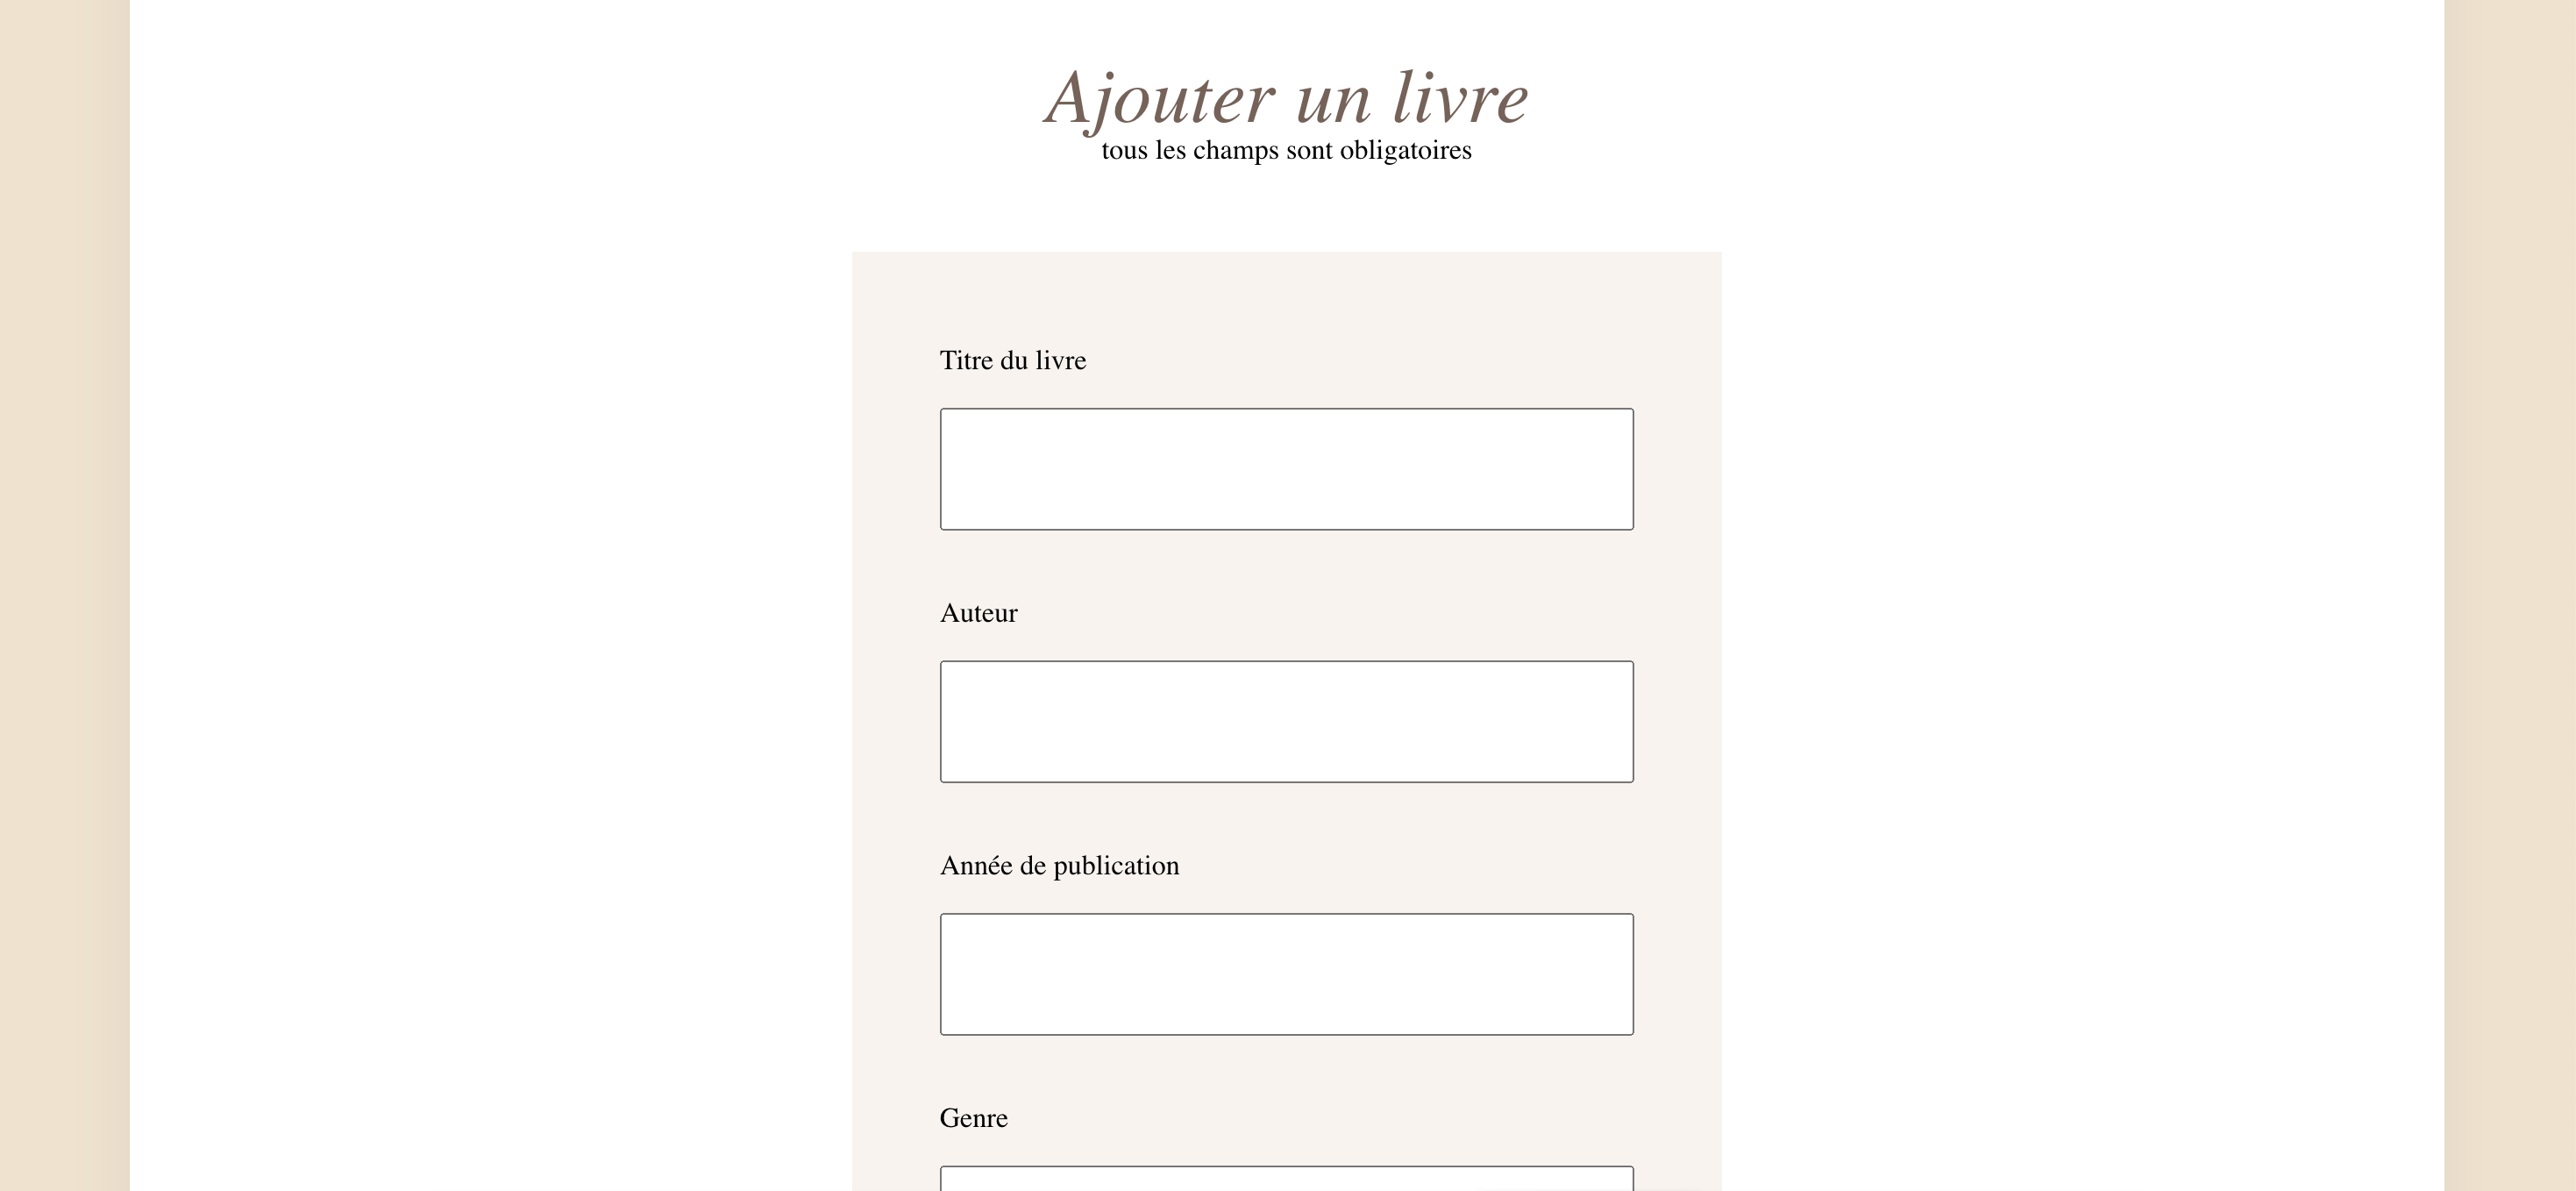 Ajouter un livre
tous les champs sont obligatoires
Titre du livre
Auteur
Année de publication
Genre